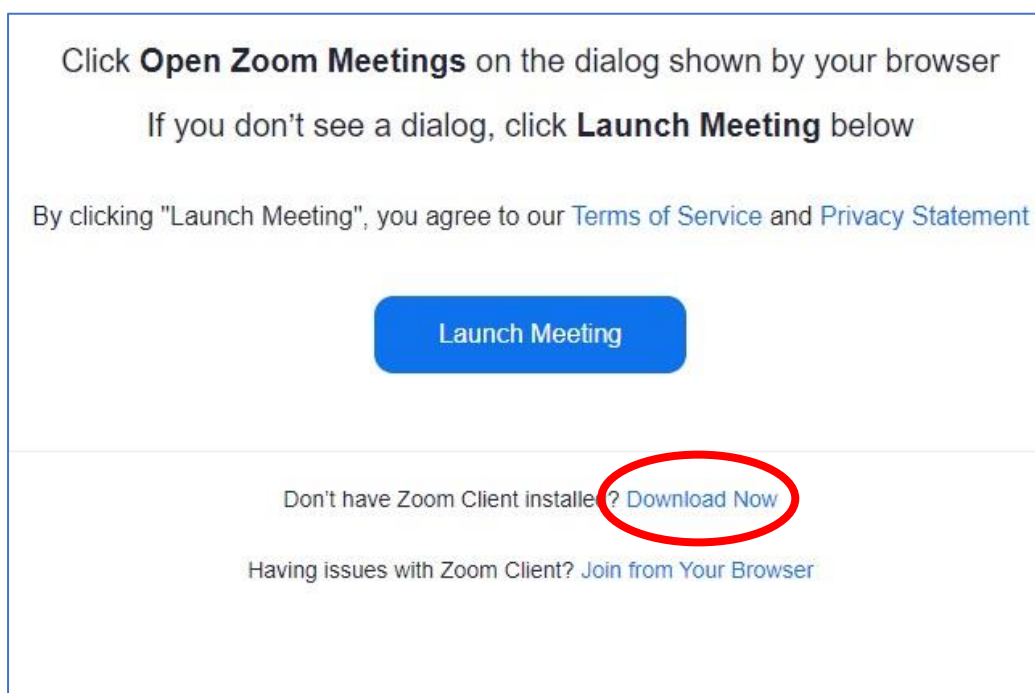 Click Open Zoom Meetings on the dialog shown by your browser
If you don’t see a dialog, click Launch Meeting below
By clicking "Launch Meeting", you agree to our Terms of Service and Privacy Statement
Launch Meeting
Don’t have Zoom Client installed? Download Now
Having issues with Zoom Client? Join from Your Browser